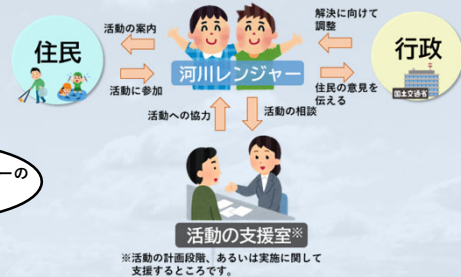 活動の案内
解決に向けて
調整
住民
行政
河川レンジャー
活動に参加
住民の意見を
伝える
国土交通省
活動への協力
活動の相談
ーの
活動の支援室※
※活動の計画段階、あるいは実施に関して
支援するところです。